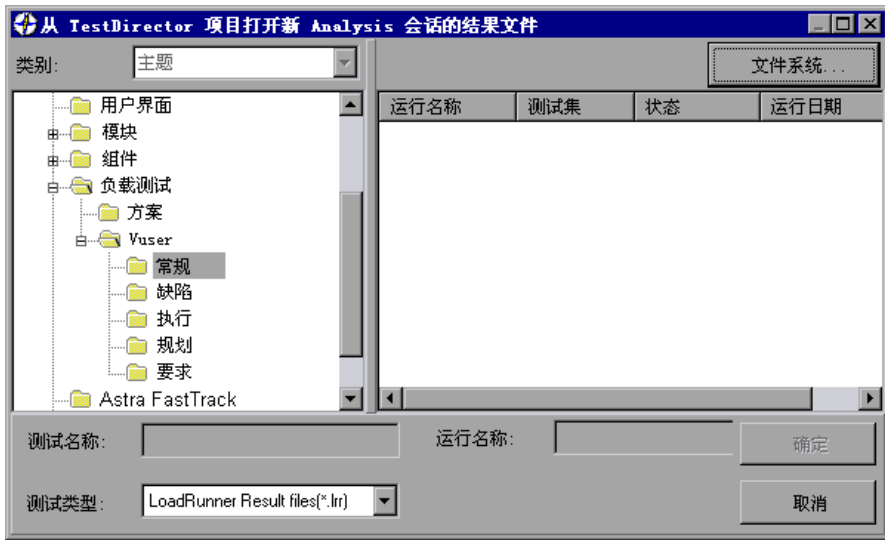 从 TestDirector 项目打开新 Analysis 会话的结果文件
类别: 主题
文件系统...
用户界面
模块
组件
负载测试
方案
Vuser
常规
缺陷
执行
规划
要求
Astra FastTrack
运行名称 测试集 状态 运行日期
测试名称: 运行名称: 确定
测试类型: LoadRunner Result files(*.lrr) 取消